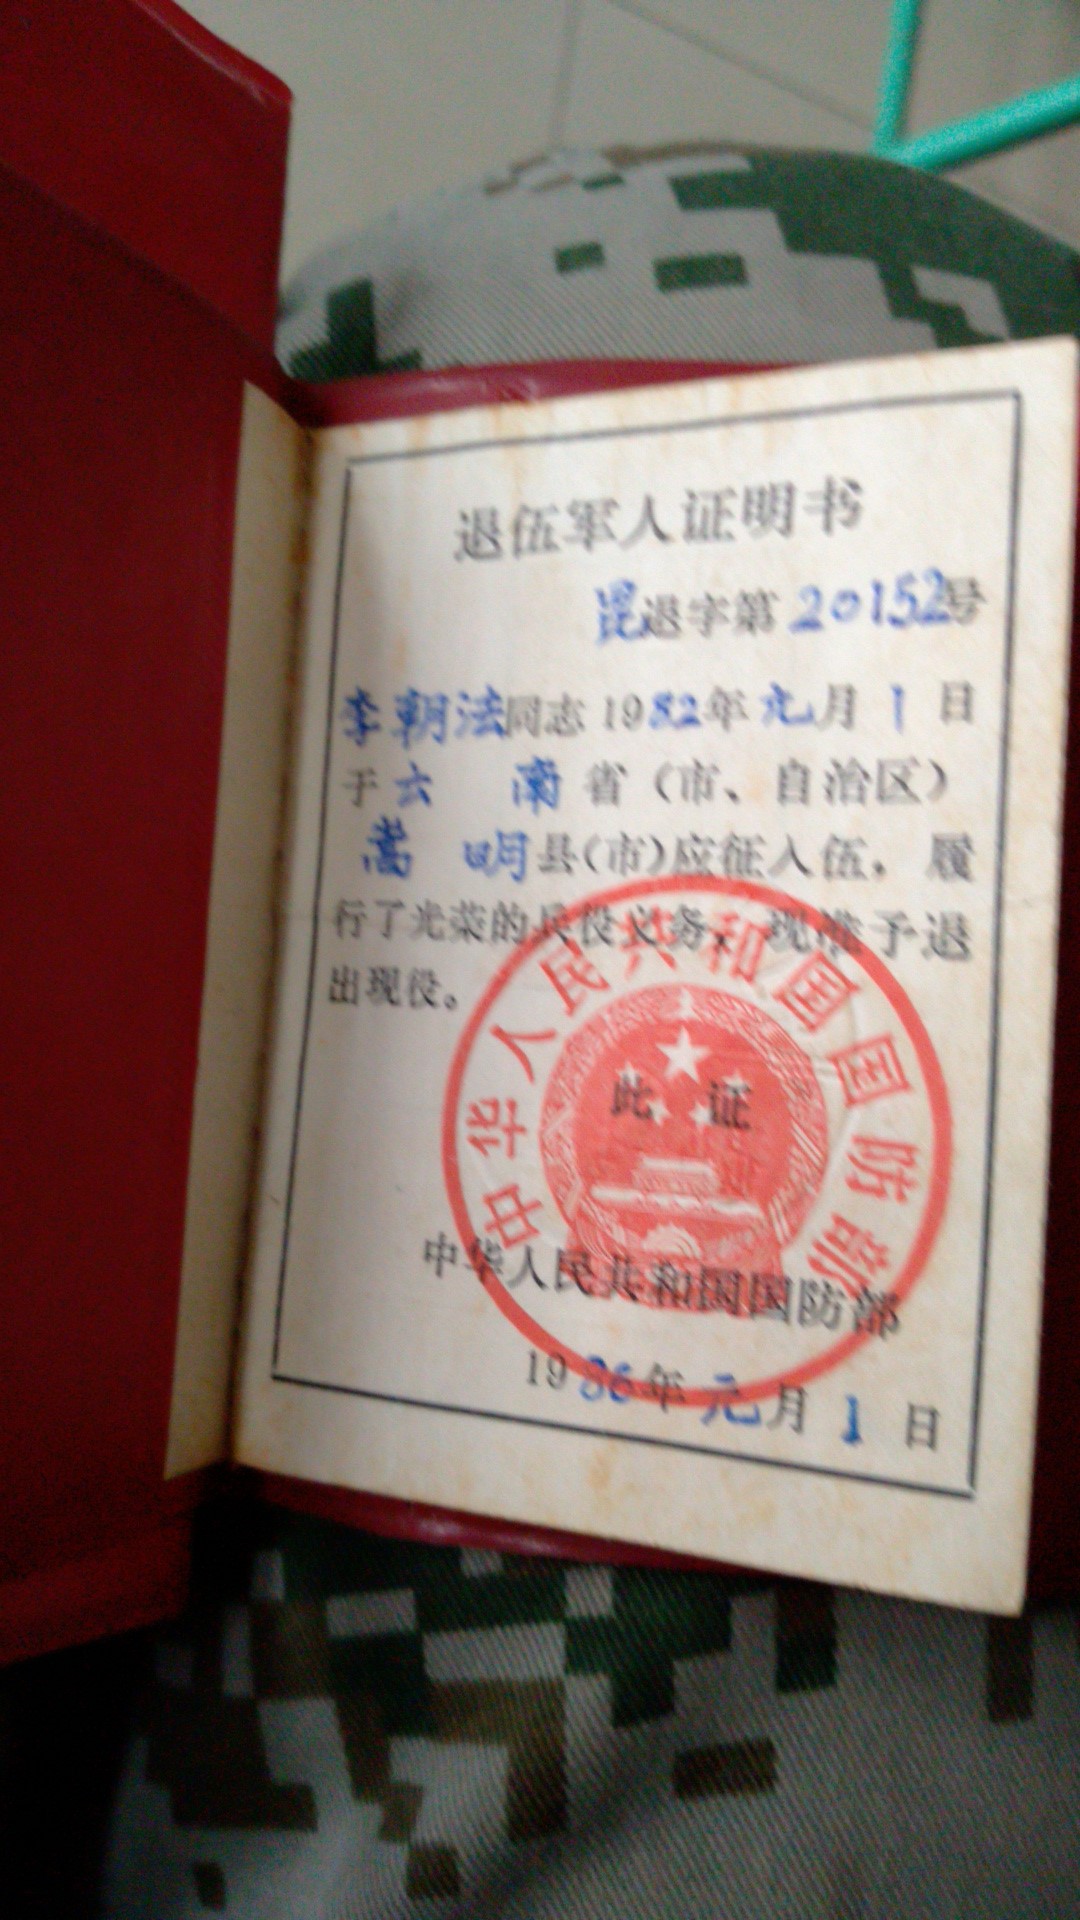 退伍军人证明书
昆退字第20152号
李朝法同志1982年元月1日
于云南省（市、自治区）
嵩明县(市)应征入伍，履
行了光荣的兵役义务，现准予退
出现役。
此证
中华人民共和国国防部
中华人民共和国国防部
1986年元月1日